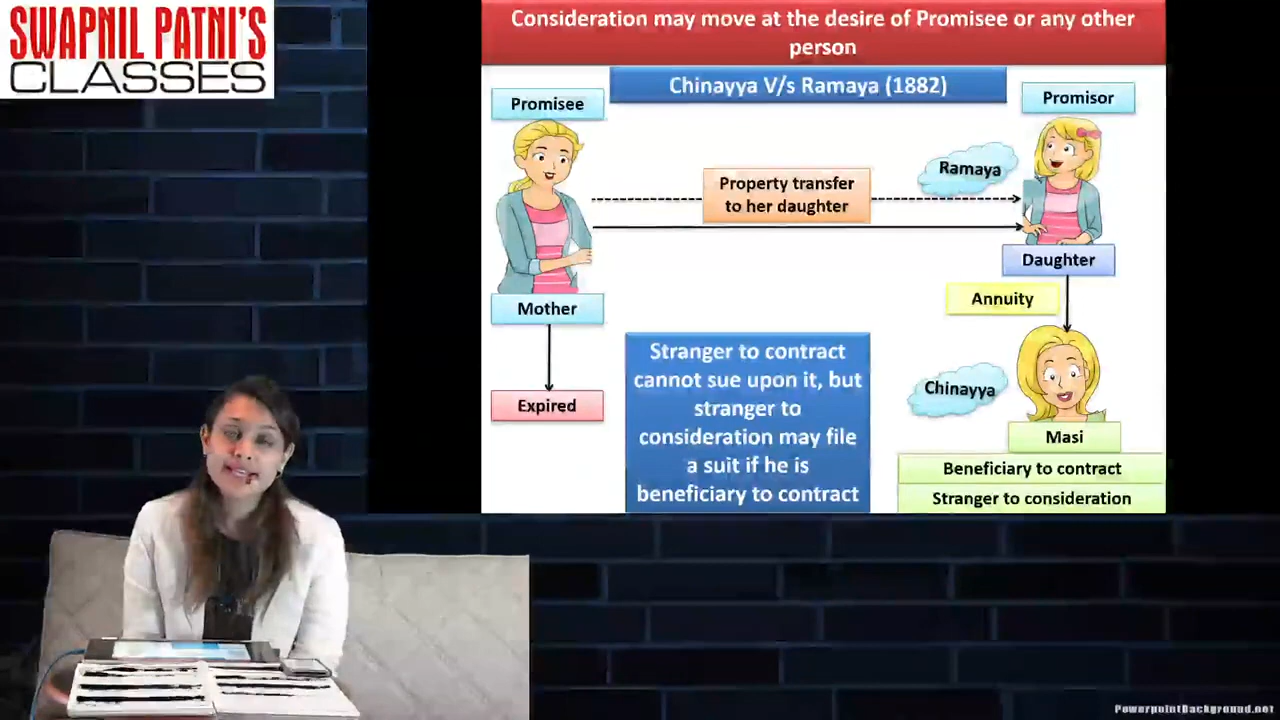 SWAPNIL PATNI'S
CLASSES
Consideration may move at the desire of Promisee or any other
person
Chinayya V/s Ramaya (1882)
Promisee
Promisor
Ramaya
Property transfer
to her daughter
Daughter
Annuity
Mother
Stranger to contract
cannot sue upon it, but
stranger to
consideration may file
a suit if he is
beneficiary to contract
Chinayya
Expired
Masi
Beneficiary to contract
Stranger to consideration
PowerpointBackground.net